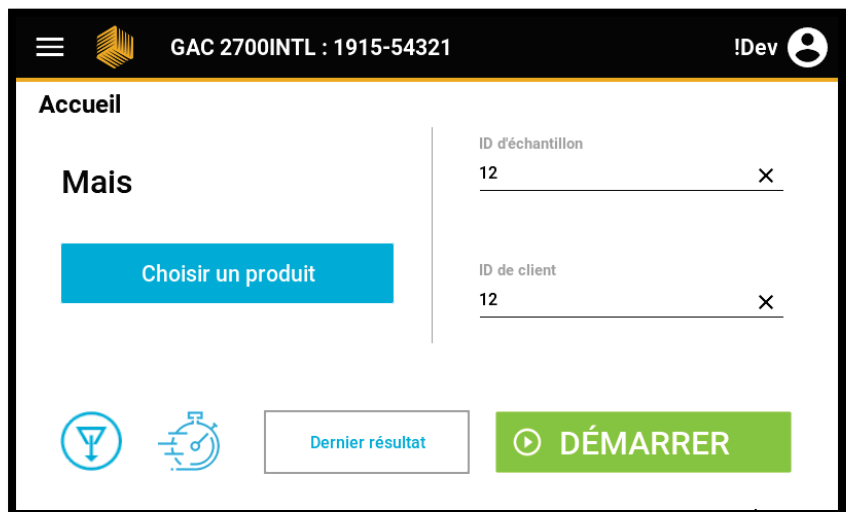 GAC 2700INTL : 1915-54321
!Dev
Accueil
Mais
Choisir un produit
ID d'échantillon
12
ID de client
12
Dernier résultat
DÉMARRER